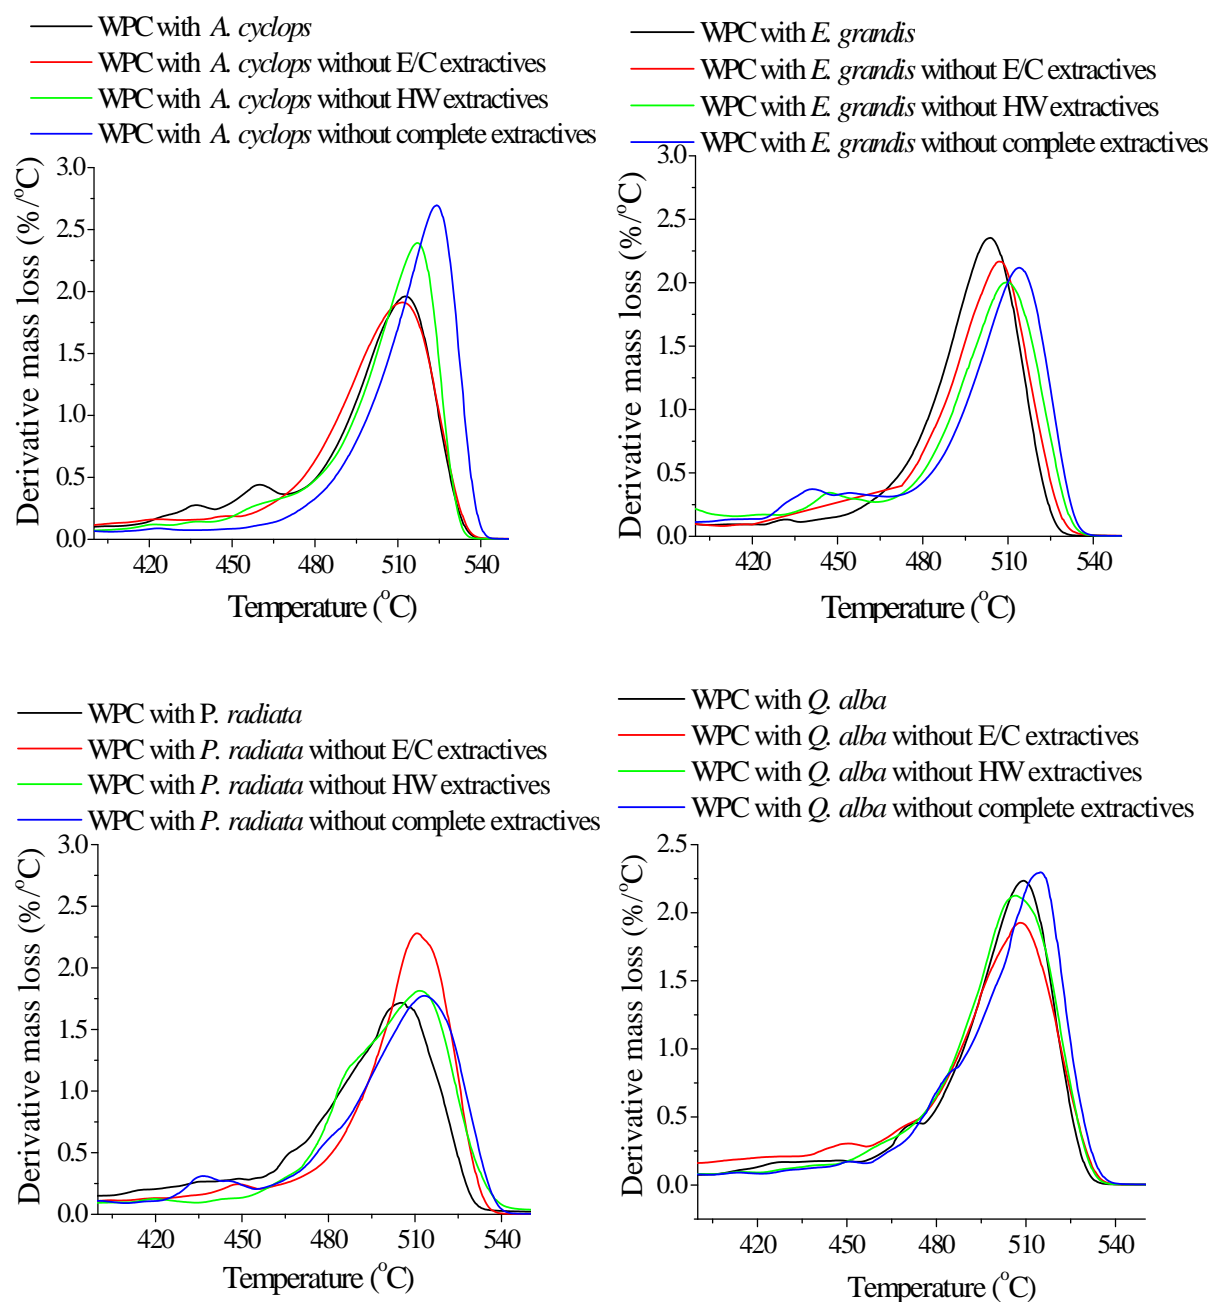 WPC with A. cyclops
WPC with A. cyclops without E/C extractives
WPC with A. cyclops without HW extractives
WPC with A. cyclops without complete extractives
3.0
2.5
2.0
1.5
1.0
0.5
0.0
Derivative mass loss (%/°C)
420 450 480 510 540
Temperature (°C)
WPC with E. grandis
WPC with E. grandis without E/C extractives
WPC with E. grandis without HW extractives
WPC with E. grandis without complete extractives
3.0
2.5
2.0
1.5
1.0
0.5
0.0
Derivative mass loss (%/°C)
420 450 480 510 540
Temperature (°C)
WPC with P. radiata
WPC with P. radiata without E/C extractives
WPC with P. radiata without HW extractives
WPC with P. radiata without complete extractives
3.0
2.5
2.0
1.5
1.0
0.5
0.0
Derivative mass loss (%/°C)
420 450 480 510 540
Temperature (°C)
WPC with Q. alba
WPC with Q. alba without E/C extractives
WPC with Q. alba without HW extractives
WPC with Q. alba without complete extractives
2.5
2.0
1.5
1.0
0.5
0.0
Derivative mass loss (%/°C)
420 450 480 510 540
Temperature (°C)